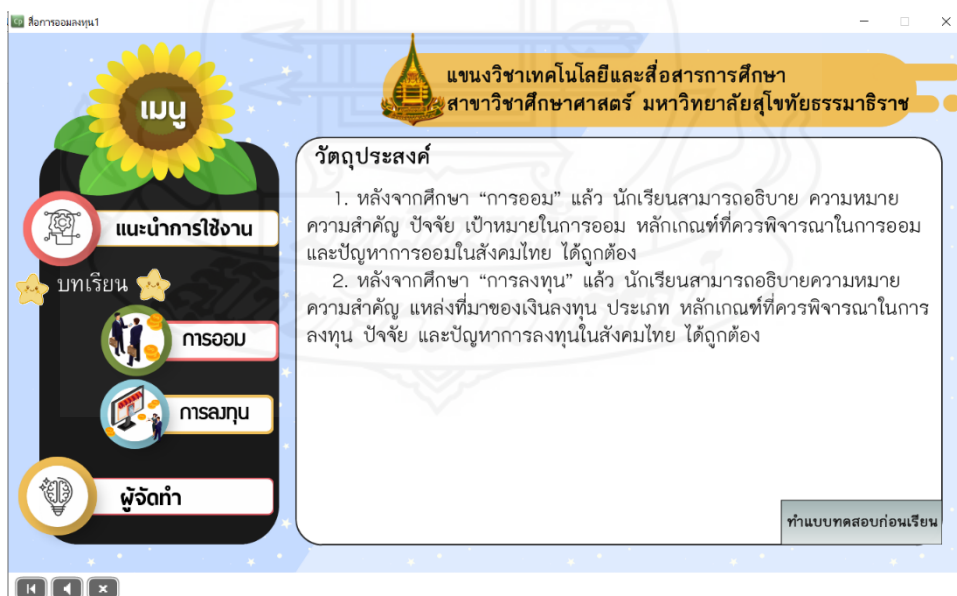 สื่อการออมลงทุน1
แขนงวิชาเทคโนโลยีและสื่อสารการศึกษา
สาขาวิชาศึกษาศาสตร์ มหาวิทยาลัยสุโขทัยธรรมาธิราช
เมนู
แนะนำการใช้งาน
บทเรียน
การออม
การลงทุน
ผู้จัดทำ
วัตถุประสงค์
1. หลังจากศึกษา “การออม” แล้ว นักเรียนสามารถอธิบาย ความหมาย
ความสำคัญ ปัจจัย เป้าหมายในการออม หลักเกณฑ์ที่ควรพิจารณาในการออม
และปัญหาการออมในสังคมไทย ได้ถูกต้อง
2. หลังจากศึกษา “การลงทุน” แล้ว นักเรียนสามารถอธิบายความหมาย
ความสำคัญ แหล่งที่มาของเงินลงทุน ประเภท หลักเกณฑ์ที่ควรพิจารณาในการ
ลงทุน ปัจจัย และปัญหาการลงทุนในสังคมไทย ได้ถูกต้อง
ทำแบบทดสอบก่อนเรียน